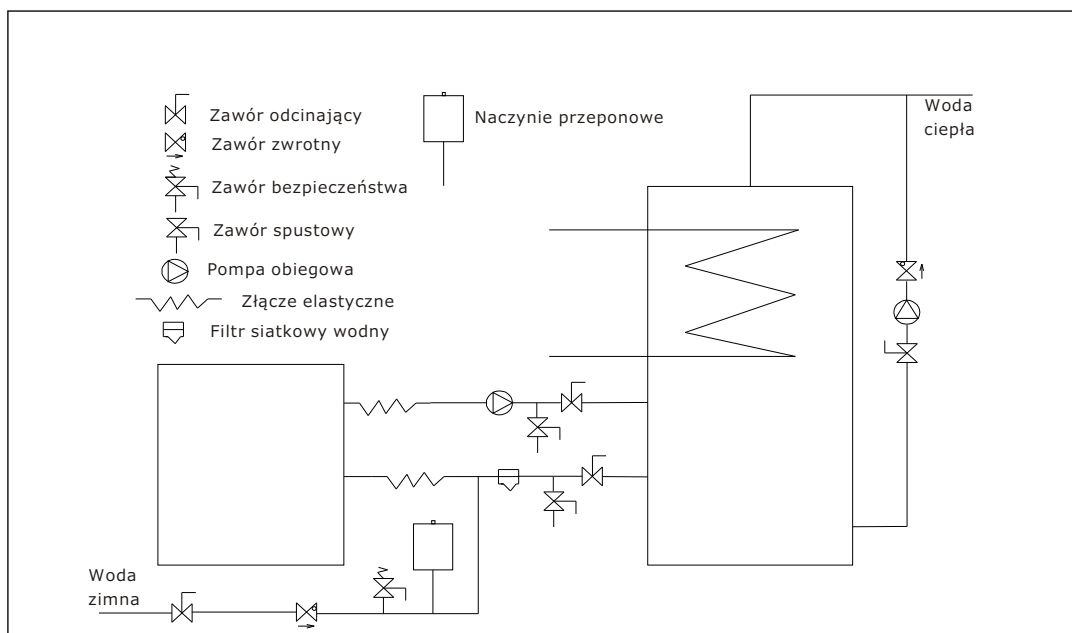 Zawór odcinający
Zawór zwrotny
Zawór bezpieczeństwa
Zawór spustowy
Pompa obiegowa
Złącze elastyczne
Filtr siatkowy wodny
Naczynie przeponowe
Woda
ciepła
Woda
zimna